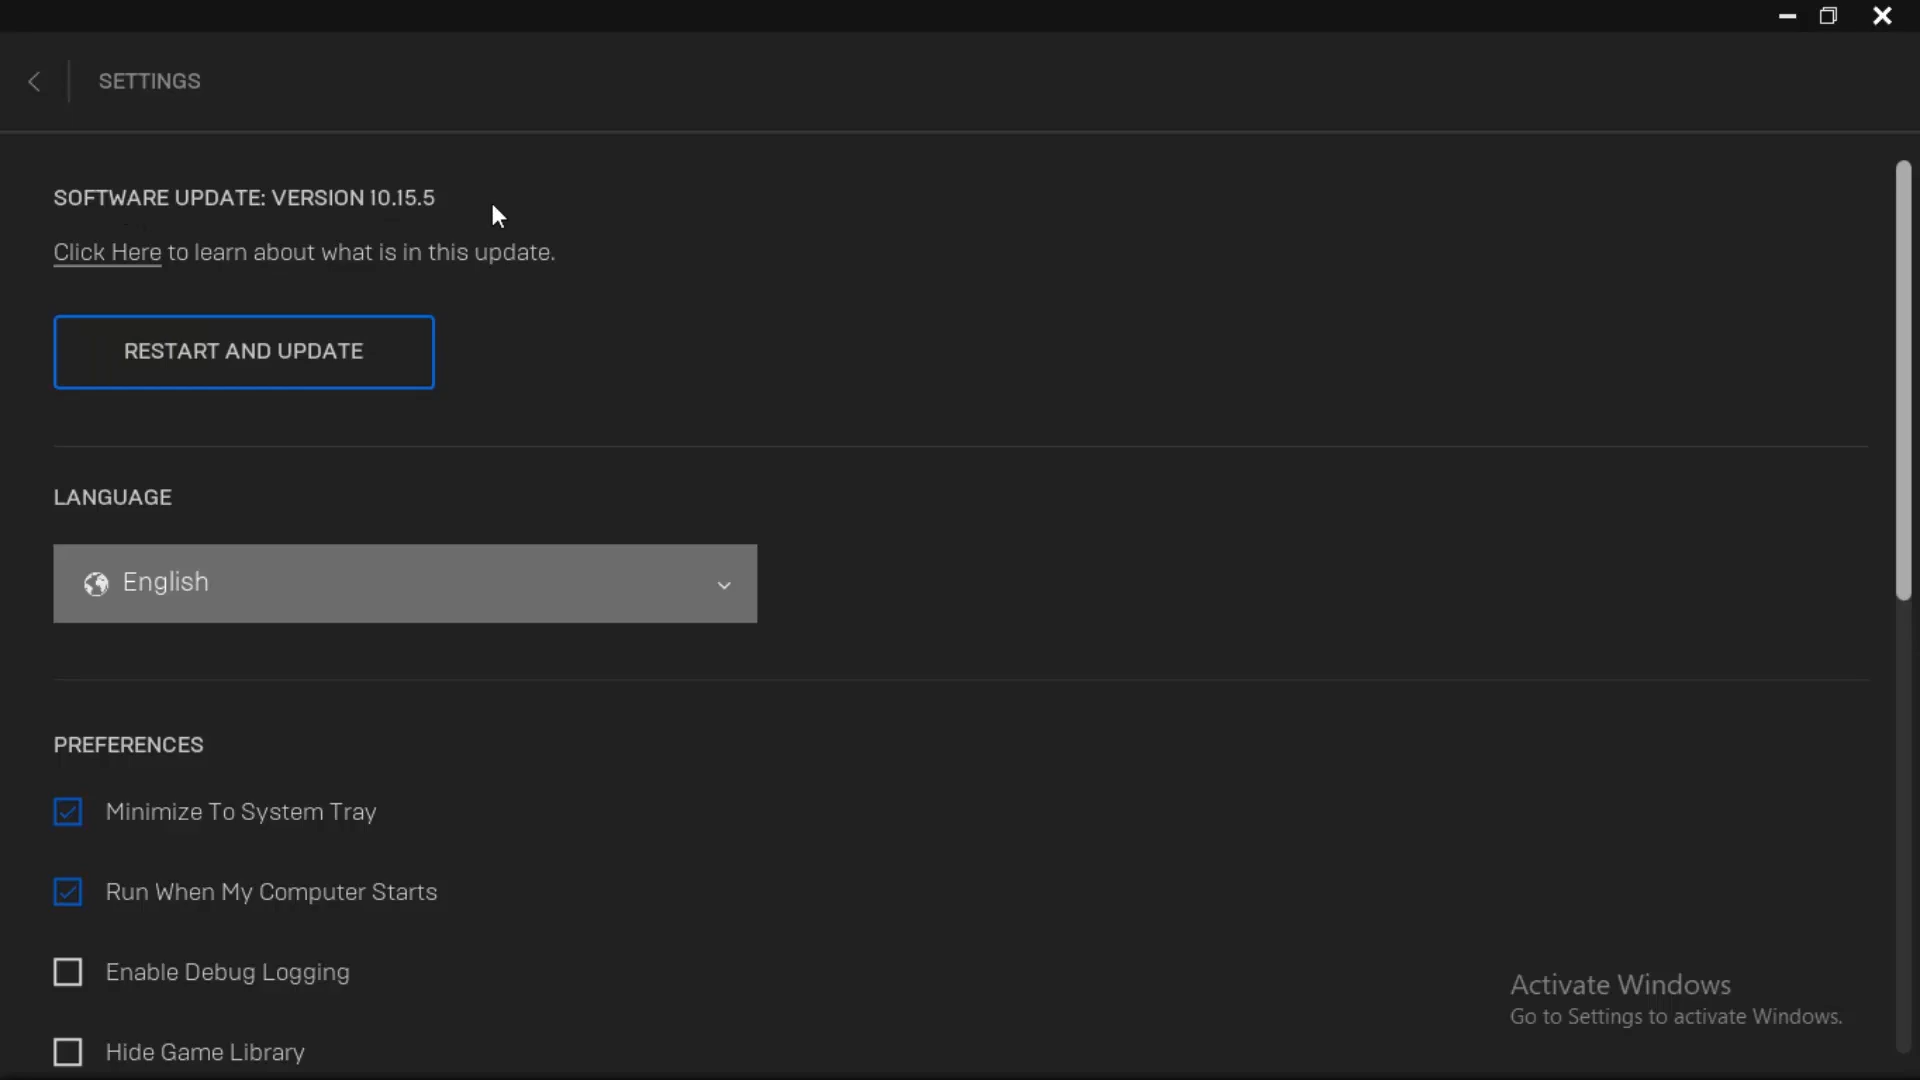 SETTINGS
SOFTWARE UPDATE: VERSION 10.15.5
Click Here to learn about what is in this update.
RESTART AND UPDATE
LANGUAGE
English
PREFERENCES
Minimize To System Tray
Run When My Computer Starts
Enable Debug Logging
Hide Game Library
Activate Windows
Go to Settings to activate Windows.